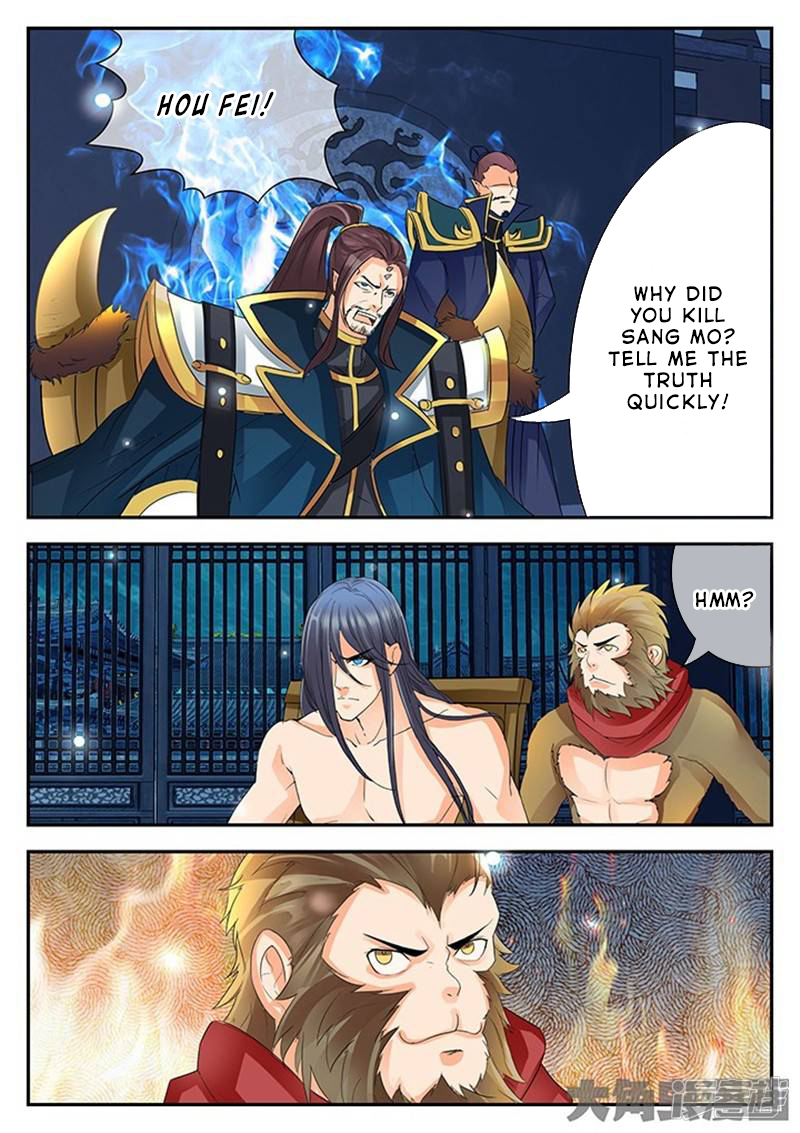 HOU FEI!
WHY DID
YOU KILL
SANG MO?
TELL ME THE
TRUTH
QUICKLY!
HMM?